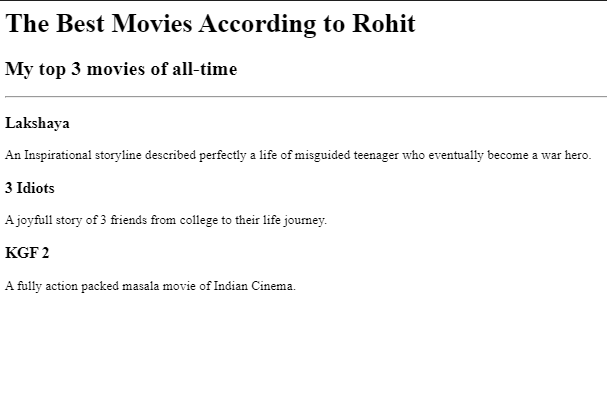 The Best Movies According to Rohit
My top 3 movies of all-time
Lakshaya
An Inspirational storyline described perfectly a life of misguided teenager who eventually become a war hero.
3 Idiots
A joyfull story of 3 friends from college to their life journey.
KGF 2
A fully action packed masala movie of Indian Cinema.